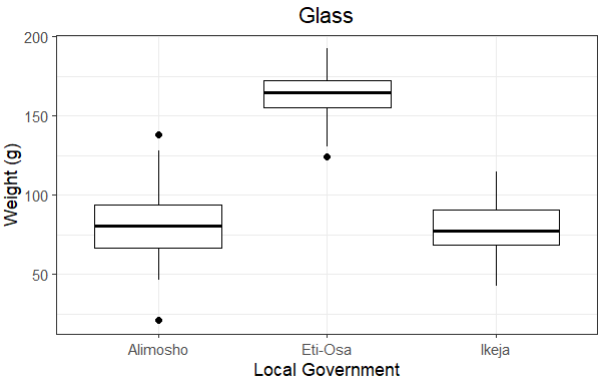 Glass
200
150
100
50
Weight (g)
Alimosho Eti-Osa Ikeja
Local Government